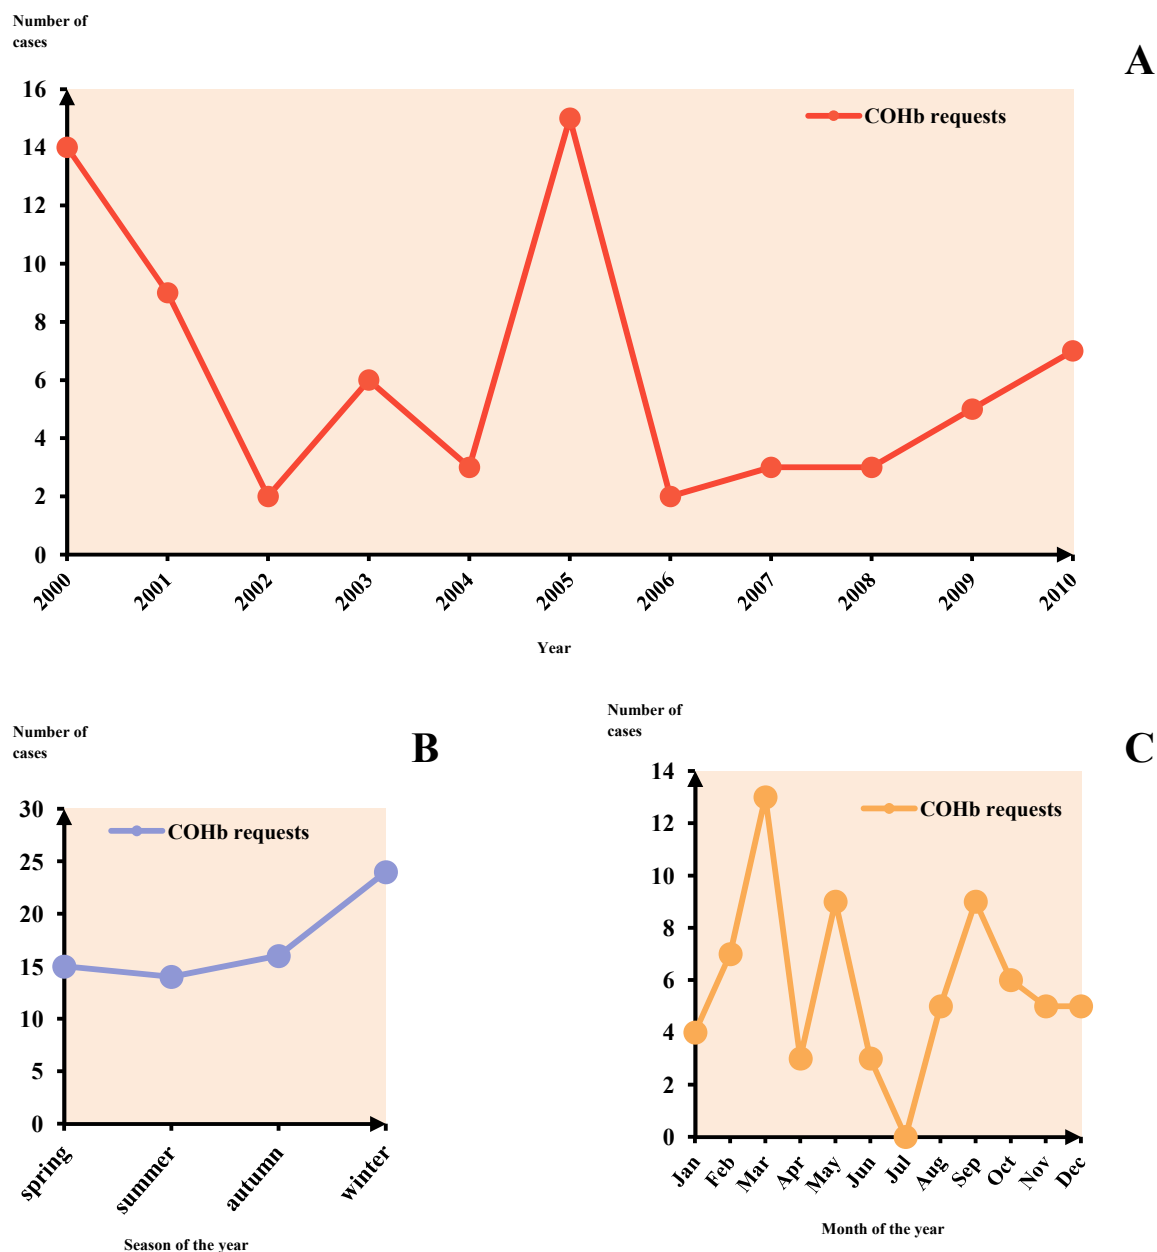 Number of
cases
A
16
14
12
10
8
6
4
2
0
COHb requests
2000
2001
2002
2003
2004
2005
2006
2007
2008
2009
2010
Year
Number of
cases
B
30
25
20
15
10
5
0
COHb requests
spring
summer
autumn
winter
Season of the year
Number of
cases
C
14
12
10
8
6
4
2
0
COHb requests
Jan
Feb
Mar
Apr
May
Jun
Jul
Aug
Sep
Oct
Nov
Dec
Month of the year